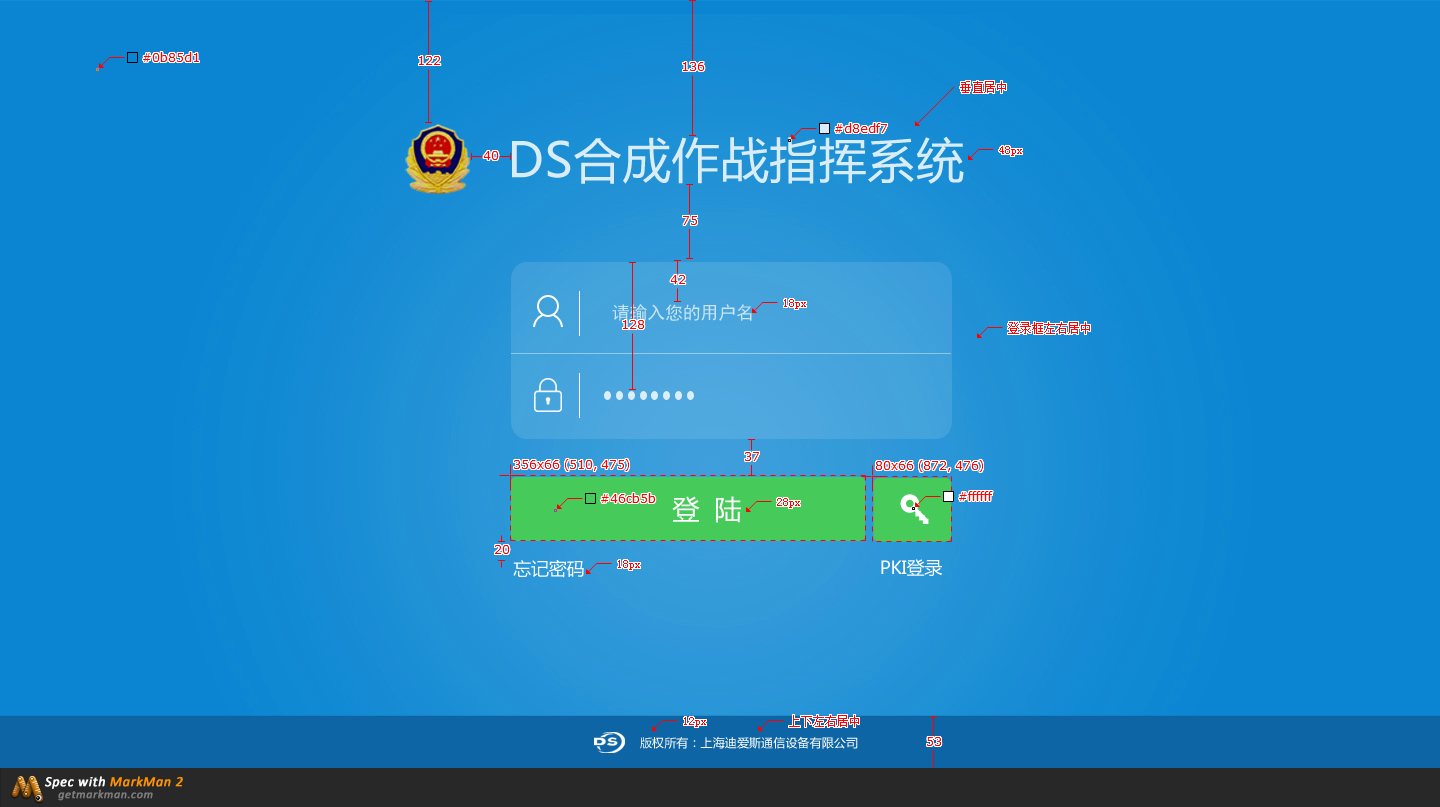 122
136
#0b85d1
垂直居中
#d8edf7
40
DS合成作战指挥系统
48px
75
42
请输入您的用户名
18px
128
登录框左右居中
37
356x66 (510, 475)
80x66 (872, 476)
#46cb5b
登 陆
28px
#ffffff
20
忘记密码
18px
PKI登录
12px
上下左右居中
DS
版权所有：上海迪爱斯通信设备有限公司
53
Spec with MarkMan 2
getmarkman.com